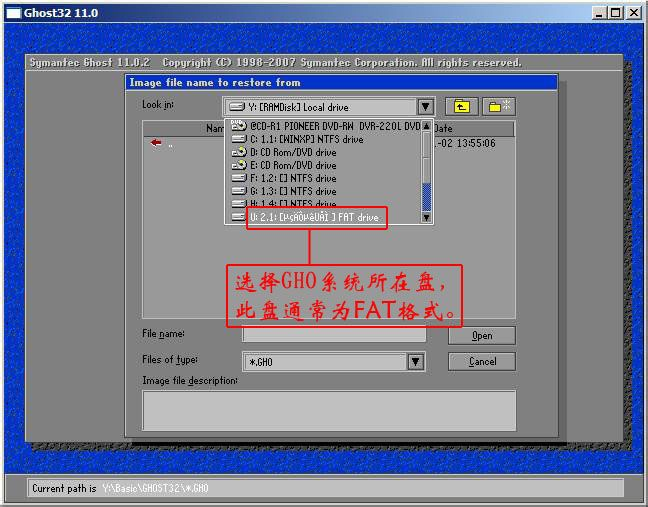 Ghost32 11.0
Symantec Ghost 11.0.2 Copyright (C) 1998-2007 Symantec Corporation. All rights reserved.
Image file name to restore from
Look in:
Y: [RAMDisk] Local drive
@CD-R1 PIONEER DVD-RW DVR-220L DVD
C: 1.1: [WINXP] NTFS drive
D: CD Rom/DVD drive
E: CD Rom/DVD drive
F: 1.2: [] NTFS drive
G: 1.3: [] NTFS drive
H: 1.4: [] NTFS drive
U: 2.1: FAT drive
Nam
Date
..
-02 13:55:06
选择GHO系统所在盘，
此盘通常为FAT格式。
File name:
Open
Files of type:
*.GHO
Cancel
Image file description:
Current path is Y:\Basic\GHOST32\*.GHO